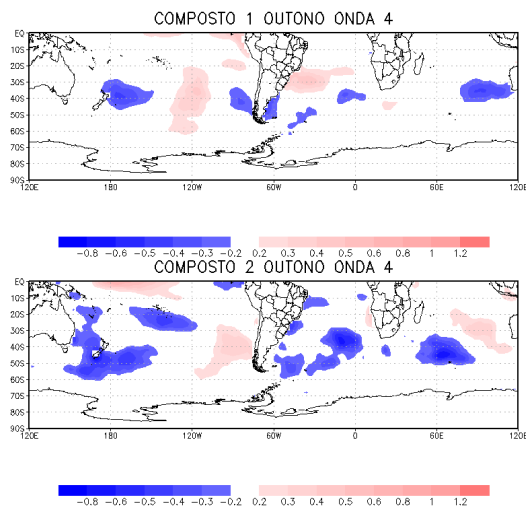 COMPOSTO 1 OUTONO ONDA 4
EQ
10S
20S
30S
40S
50S
60S
70S
80S
90S
120E 180 120W 60W 0 60E 120E
-0.8 -0.6 -0.5 -0.4 -0.3 -0.2 0.2 0.3 0.4 0.6 0.8 1 1.2
COMPOSTO 2 OUTONO ONDA 4
EQ
10S
20S
30S
40S
50S
60S
70S
80S
90S
120E 180 120W 60W 0 60E 120E
-0.8 -0.6 -0.5 -0.4 -0.3 -0.2 0.2 0.3 0.4 0.6 0.8 1 1.2